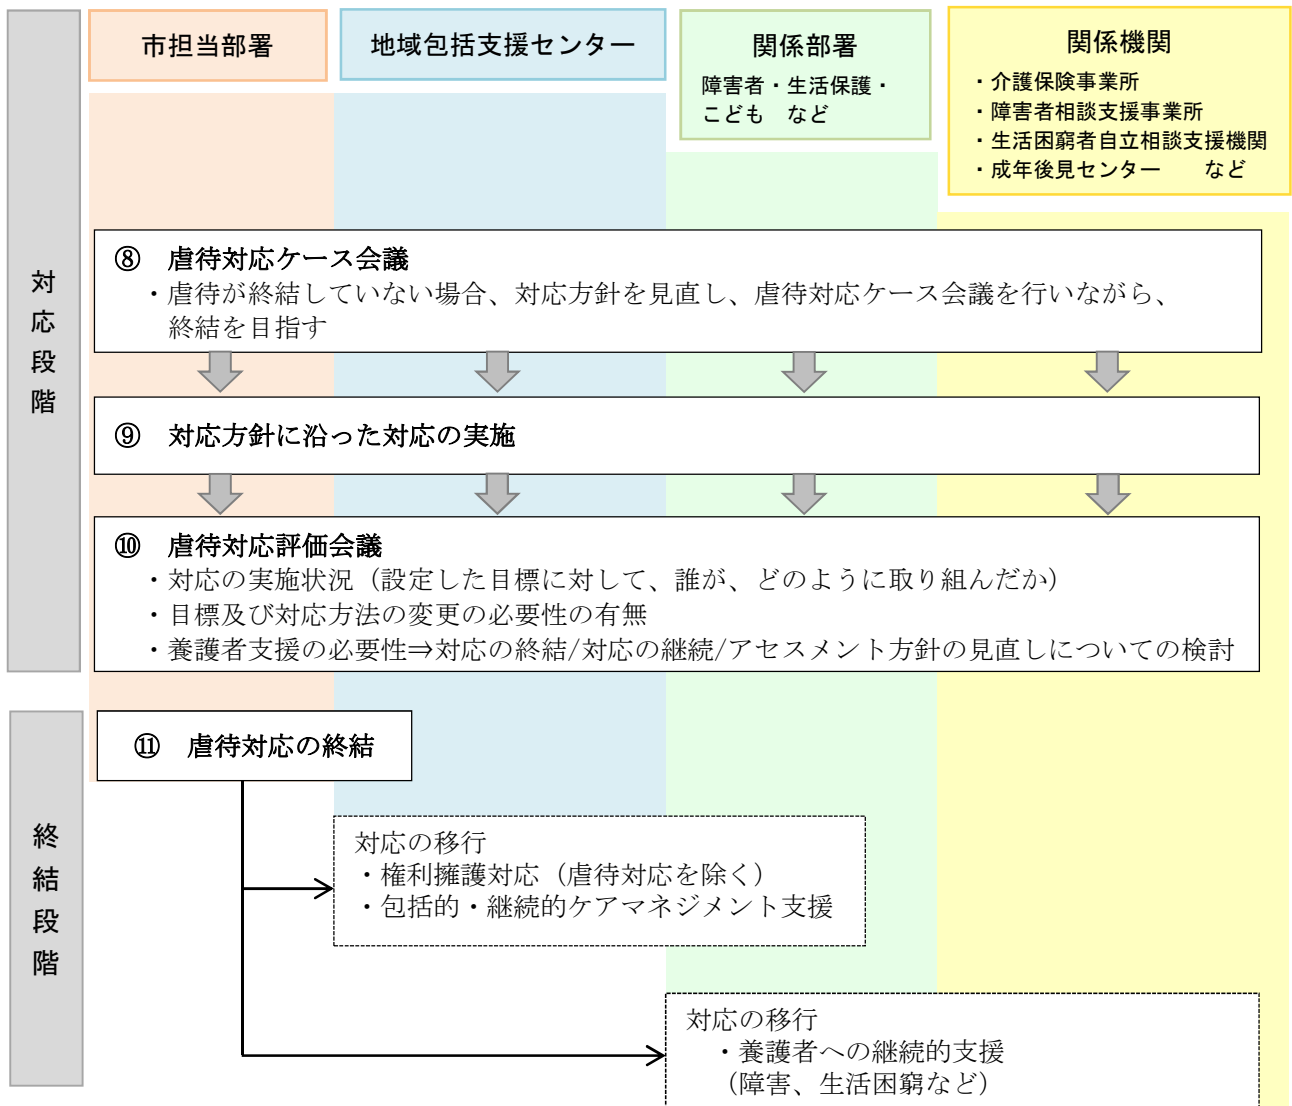 市担当部署
地域包括支援センター
関係部署
障害者・生活保護・
こども　など
関係機関
・介護保険事業所
・障害者相談支援事業所
・生活困窮者自立相談支援機関
・成年後見センター　　など
対応段階
⑧　虐待対応ケース会議
・虐待が終結していない場合、対応方針を見直し、虐待対応ケース会議を行いながら、
終結を目指す
⑨　対応方針に沿った対応の実施
⑩　虐待対応評価会議
・対応の実施状況（設定した目標に対して、誰が、どのように取り組んだか）
・目標及び対応方法の変更の必要性の有無
・養護者支援の必要性⇒対応の終結/対応の継続/アセスメント方針の見直しについての検討
終結段階
⑪　虐待対応の終結
対応の移行
・権利擁護対応（虐待対応を除く）
・包括的・継続的ケアマネジメント支援
対応の移行
・養護者への継続的支援
（障害、生活困窮など）